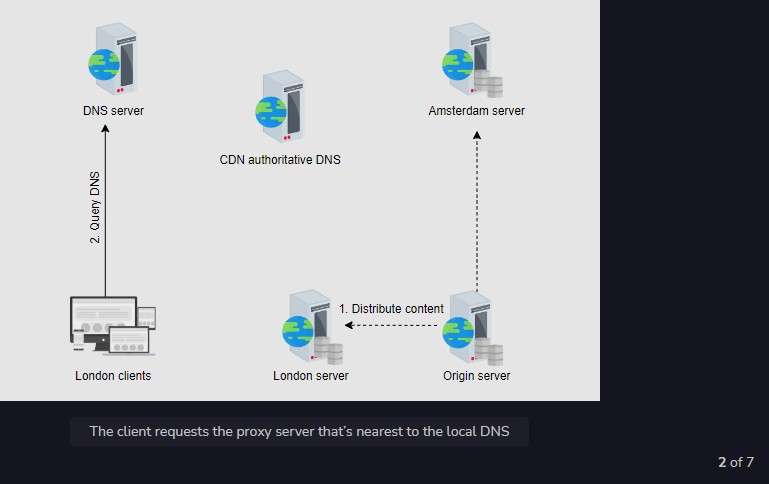 DNS server
CDN authoritative DNS
Amsterdam server
2. Query DNS
1. Distribute content
London clients
London server
Origin server
The client requests the proxy server that's nearest to the local DNS
2 of 7